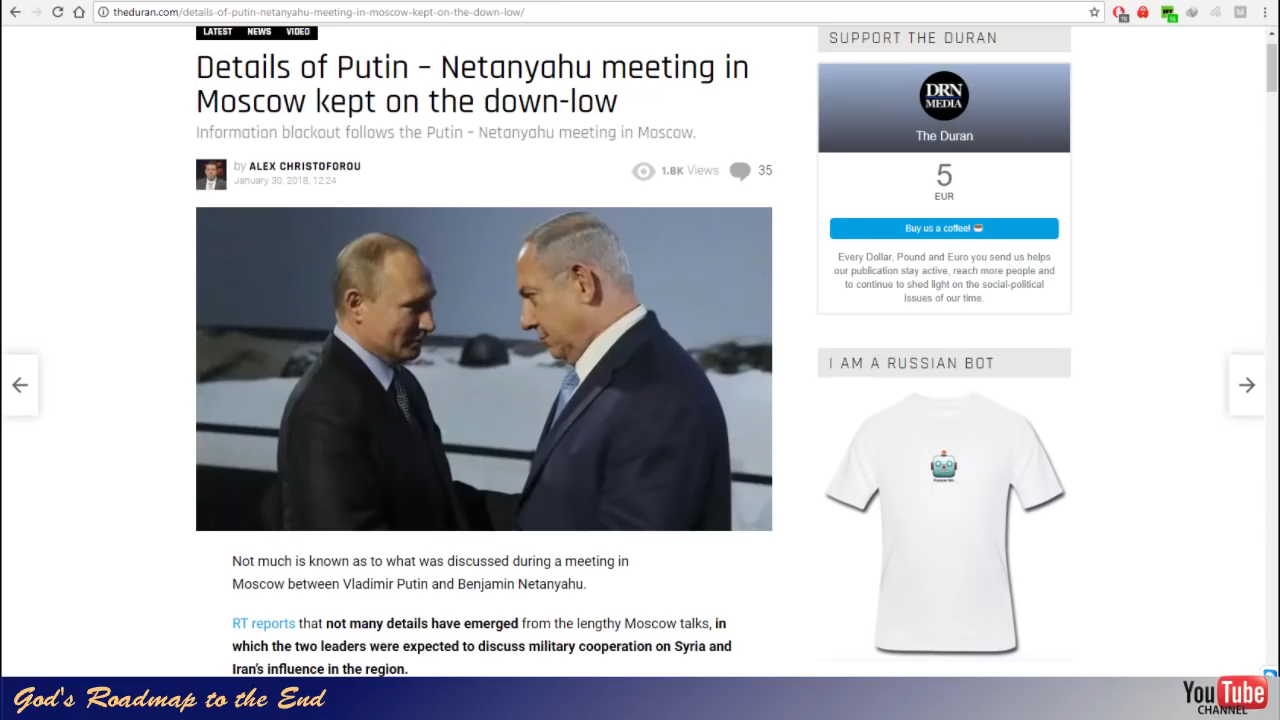 theduran.com/details-of-putin-netanyahu-meeting-in-moscow-kept-on-the-down-low/
LATEST NEWS VIDEO
Details of Putin – Netanyahu meeting in
Moscow kept on the down-low
Information blackout follows the Putin – Netanyahu meeting in Moscow.
by ALEX CHRISTOFOROU
January 30, 2018, 12:24
1.8K Views 35
Not much is known as to what was discussed during a meeting in
Moscow between Vladimir Putin and Benjamin Netanyahu.
RT reports that not many details have emerged from the lengthy Moscow talks, in
which the two leaders were expected to discuss military cooperation on Syria and
Iran's influence in the region.
SUPPORT THE DURAN
DRN
MEDIA
The Duran
5
EUR
Buy us a coffee!
Every Dollar, Pound and Euro you send us helps
our publication stay active, reach more people and
to continue to shed light on the social-political
issues of our time.
I AM A RUSSIAN BOT
God's Roadmap to the End
YouTube
CHANNEL